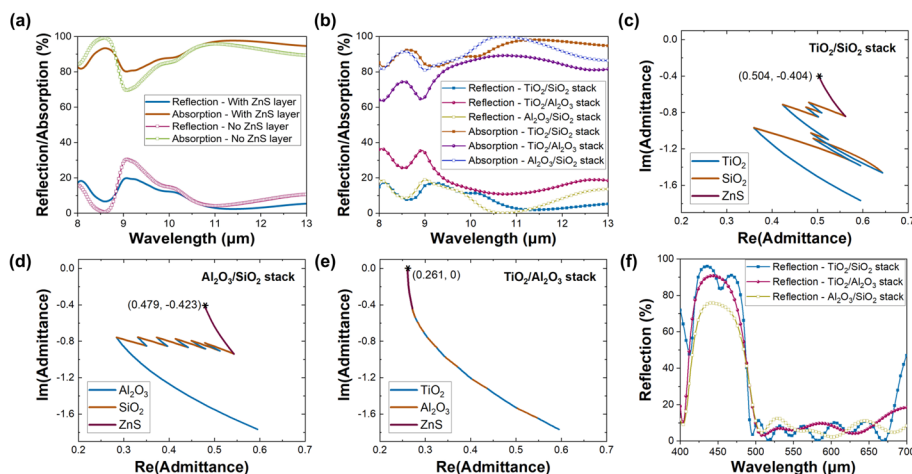 (a)
100
80
60
40
20
0
Reflection/Absorption (%)
Reflection - With ZnS layer
Absorption - With ZnS layer
Reflection - No ZnS layer
Absorption - No ZnS layer
8 9 10 11 12 13
Wavelength (μm)
(b)
100
80
60
40
20
0
Reflection/Absorption (%)
Reflection - TiO₂/SiO₂ stack
Reflection - TiO₂/Al₂O₃ stack
Reflection - Al₂O₃/SiO₂ stack
Absorption - TiO₂/SiO₂ stack
Absorption - TiO₂/Al₂O₃ stack
Absorption - Al₂O₃/SiO₂ stack
8 9 10 11 12 13
Wavelength (μm)
(c)
0.0
-0.4
-0.8
-1.2
-1.6
Im(Admittance)
TiO₂/SiO₂ stack
(0.504, -0.404)
TiO₂
SiO₂
ZnS
0.2 0.3 0.4 0.5 0.6 0.7
Re(Admittance)
(d)
0.0
-0.4
-0.8
-1.2
-1.6
Im(Admittance)
Al₂O₃/SiO₂ stack
(0.479, -0.423)
Al₂O₃
SiO₂
ZnS
0.2 0.3 0.4 0.5 0.6 0.7
Re(Admittance)
(e)
0.0
-0.4
-0.8
-1.2
-1.6
Im(Admittance)
TiO₂/Al₂O₃ stack
(0.261, 0)
TiO₂
Al₂O₃
ZnS
0.2 0.3 0.4 0.5 0.6 0.7
Re(Admittance)
(f)
100
80
60
40
20
0
Reflection (%)
Reflection - TiO₂/SiO₂ stack
Reflection - TiO₂/Al₂O₃ stack
Reflection - Al₂O₃/SiO₂ stack
400 450 500 550 600 650 700
Wavelength (μm)